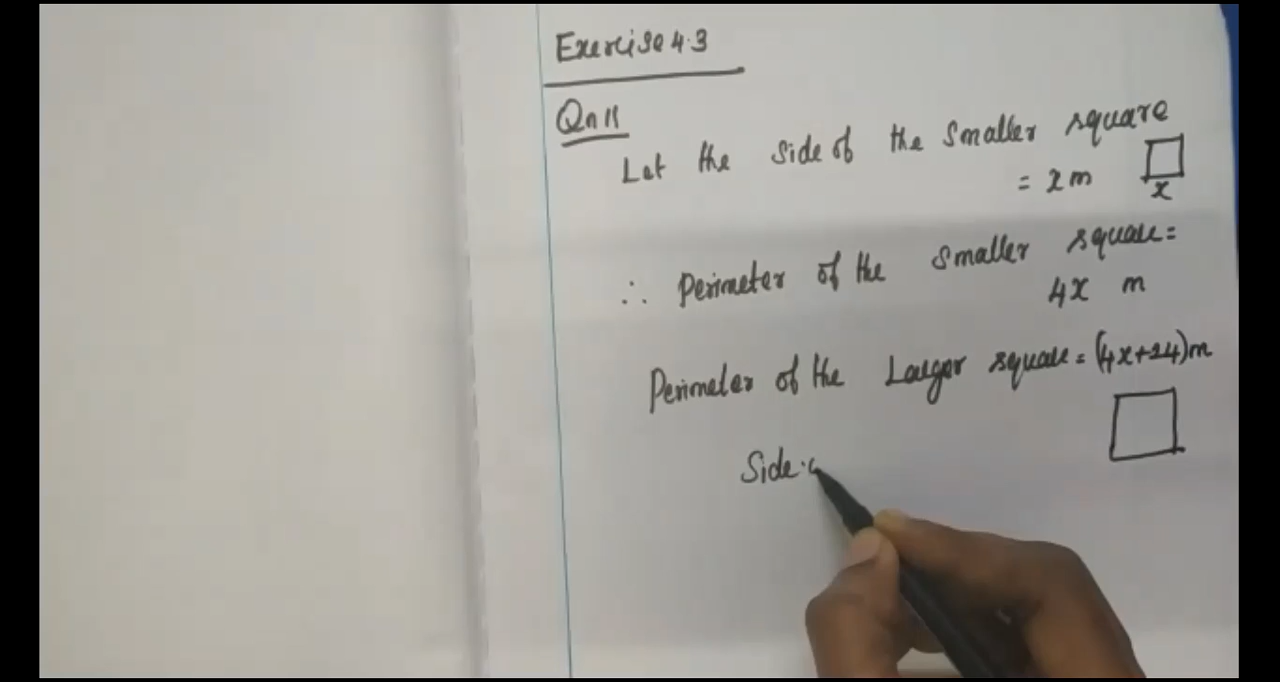 Exercise 4.3
Qn 11
Let the side of the smaller square
= x m
x
∴ Perimeter of the smaller square =
4x m
Perimeter of the Larger square = (4x+24)m
Side